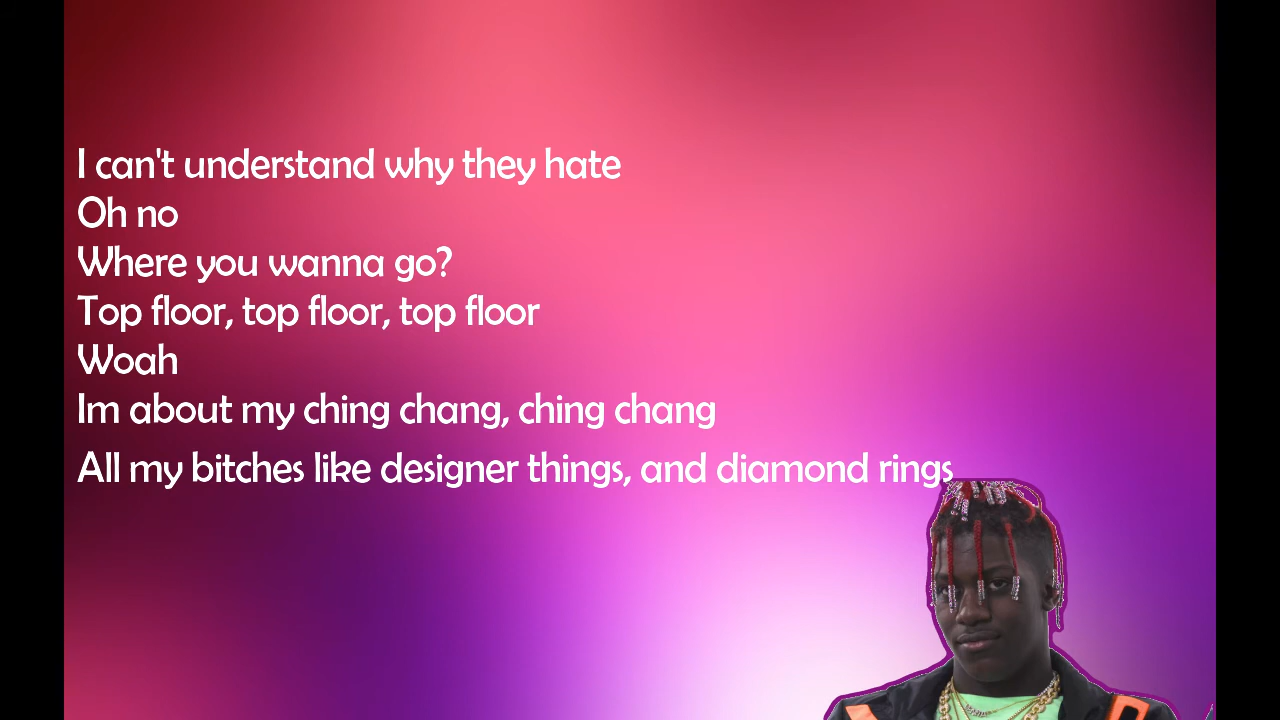 I can't understand why they hate
Oh no
Where you wanna go?
Top floor, top floor, top floor
Woah
Im about my ching chang, ching chang
All my bitches like designer things, and diamond rings